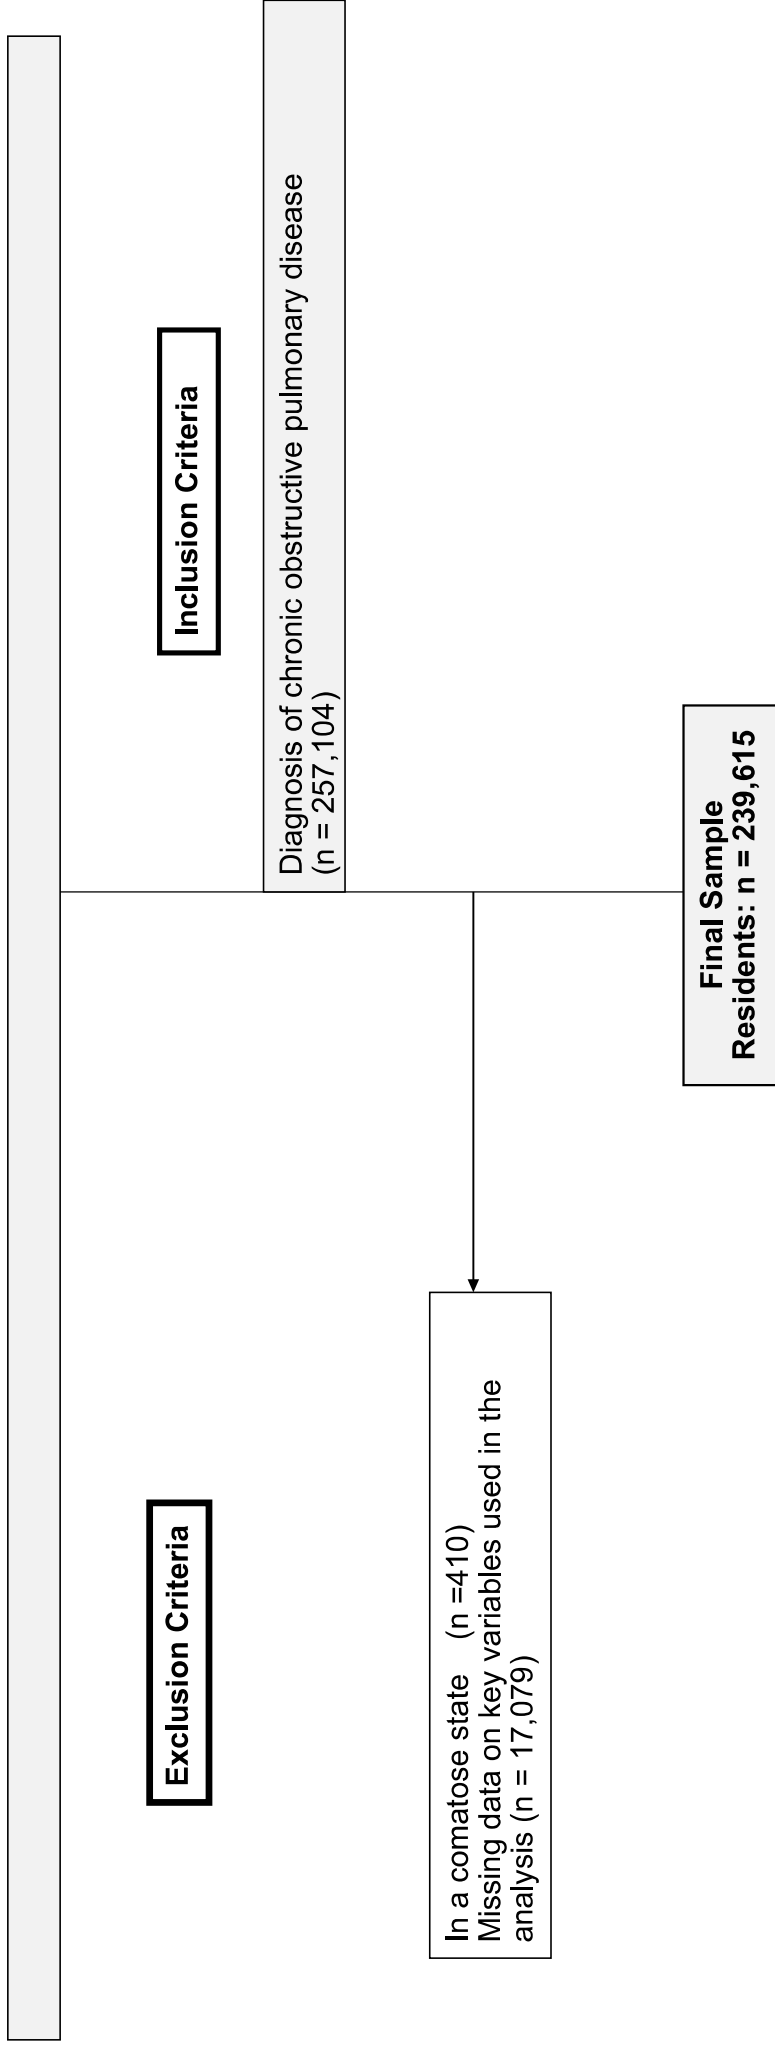 Exclusion Criteria
Inclusion Criteria
Diagnosis of chronic obstructive pulmonary disease
(n = 257,104)
In a comatose state (n =410)
Missing data on key variables used in the
analysis (n = 17,079)
Final Sample
Residents: n = 239,615